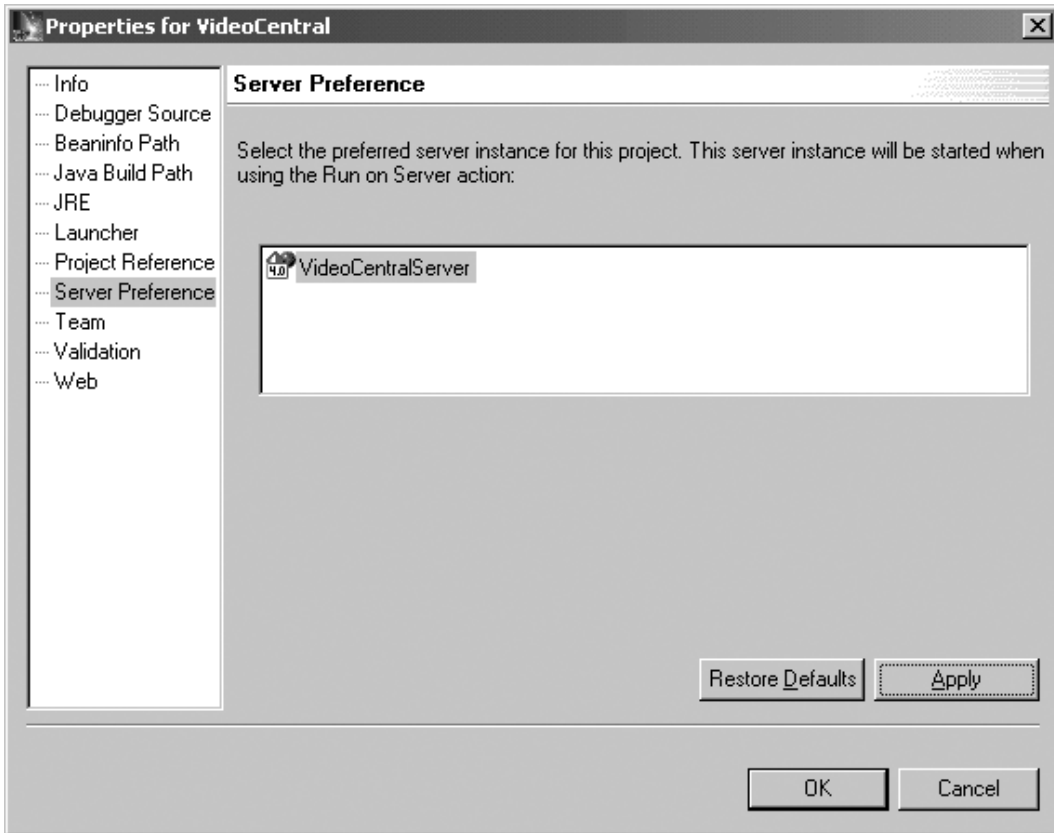 Properties for VideoCentral
Info
Debugger Source
Beaninfo Path
Java Build Path
JRE
Launcher
Project Reference
Server Preference
Team
Validation
Web
Server Preference
Select the preferred server instance for this project. This server instance will be started when
using the Run on Server action:
4.0
VideoCentralServer
Restore Defaults
Apply
OK
Cancel